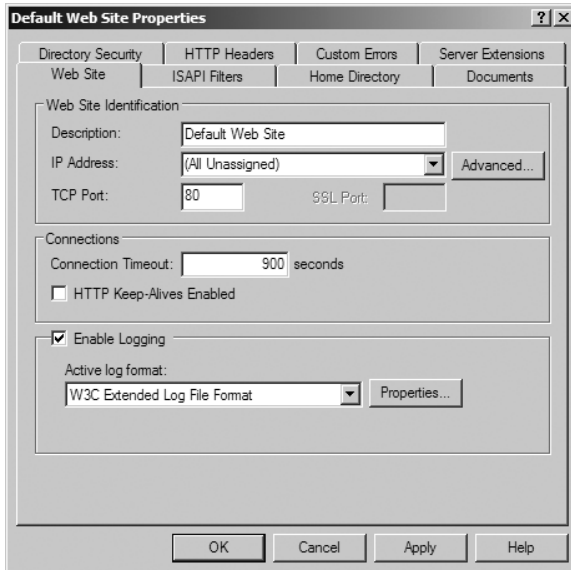 Default Web Site Properties
Directory Security HTTP Headers Custom Errors Server Extensions
Web Site ISAPI Filters Home Directory Documents
Web Site Identification
Description: Default Web Site
IP Address: (All Unassigned) Advanced...
TCP Port: 80 SSL Port:
Connections
Connection Timeout: 900 seconds
HTTP Keep-Alives Enabled
Enable Logging
Active log format:
W3C Extended Log File Format Properties...
OK Cancel Apply Help